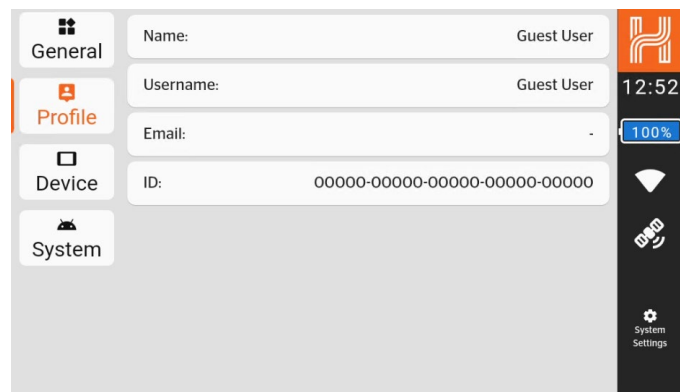 General
Profile
Device
System
Name: Guest User
Username: Guest User
Email: -
ID: 00000-00000-00000-00000-00000
12:52
100%
System
Settings